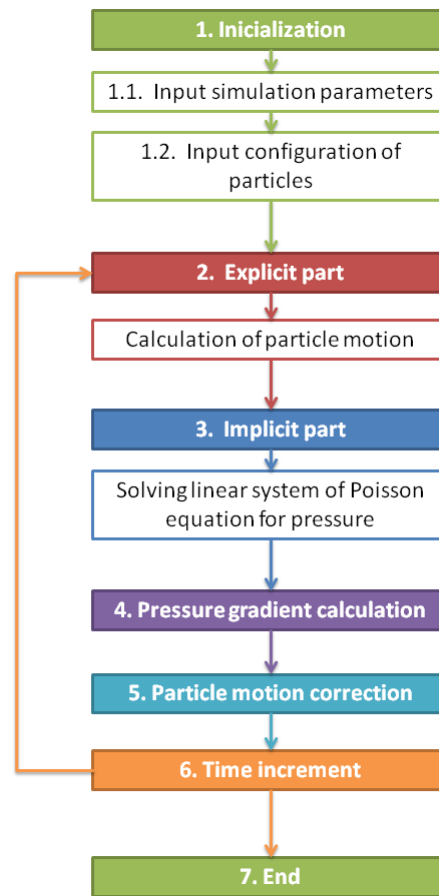 1. Inicialization
1.1. Input simulation parameters
1.2. Input configuration of
particles
2. Explicit part
Calculation of particle motion
3. Implicit part
Solving linear system of Poisson
equation for pressure
4. Pressure gradient calculation
5. Particle motion correction
6. Time increment
7. End